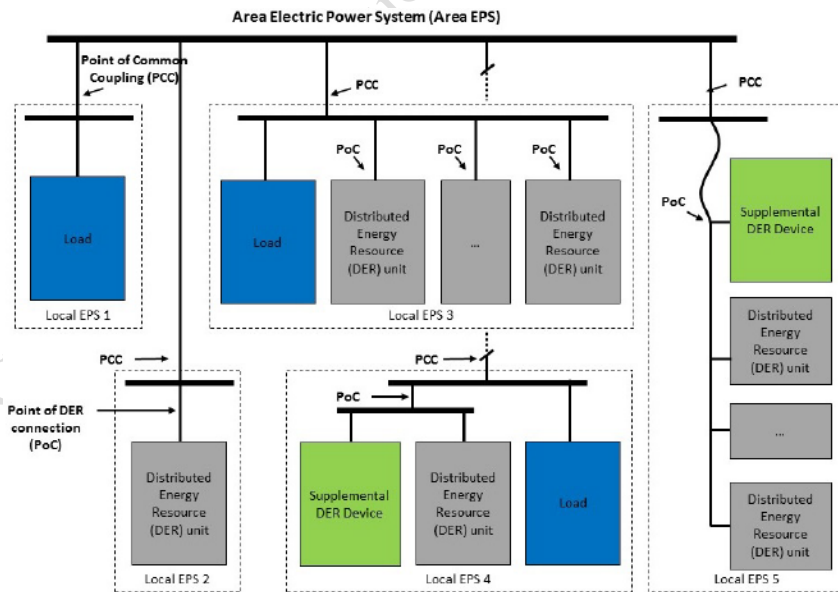 Area Electric Power System (Area EPS)
Point of Common
Coupling (PCC)
PCC
PCC
PoC
PoC
PoC
Load
Load
Distributed
Energy
Resource
(DER) unit
...
Distributed
Energy
Resource
(DER) unit
PoC
Supplemental
DER Device
Local EPS 1
Local EPS 3
Distributed
Energy
Resource
(DER) unit
...
Distributed
Energy
Resource
(DER) unit
Local EPS 5
PCC
Point of DER
connection
(PoC)
Distributed
Energy
Resource
(DER) unit
Local EPS 2
PCC
PoC
Supplemental
DER Device
Distributed
Energy
Resource
(DER) unit
Load
Local EPS 4